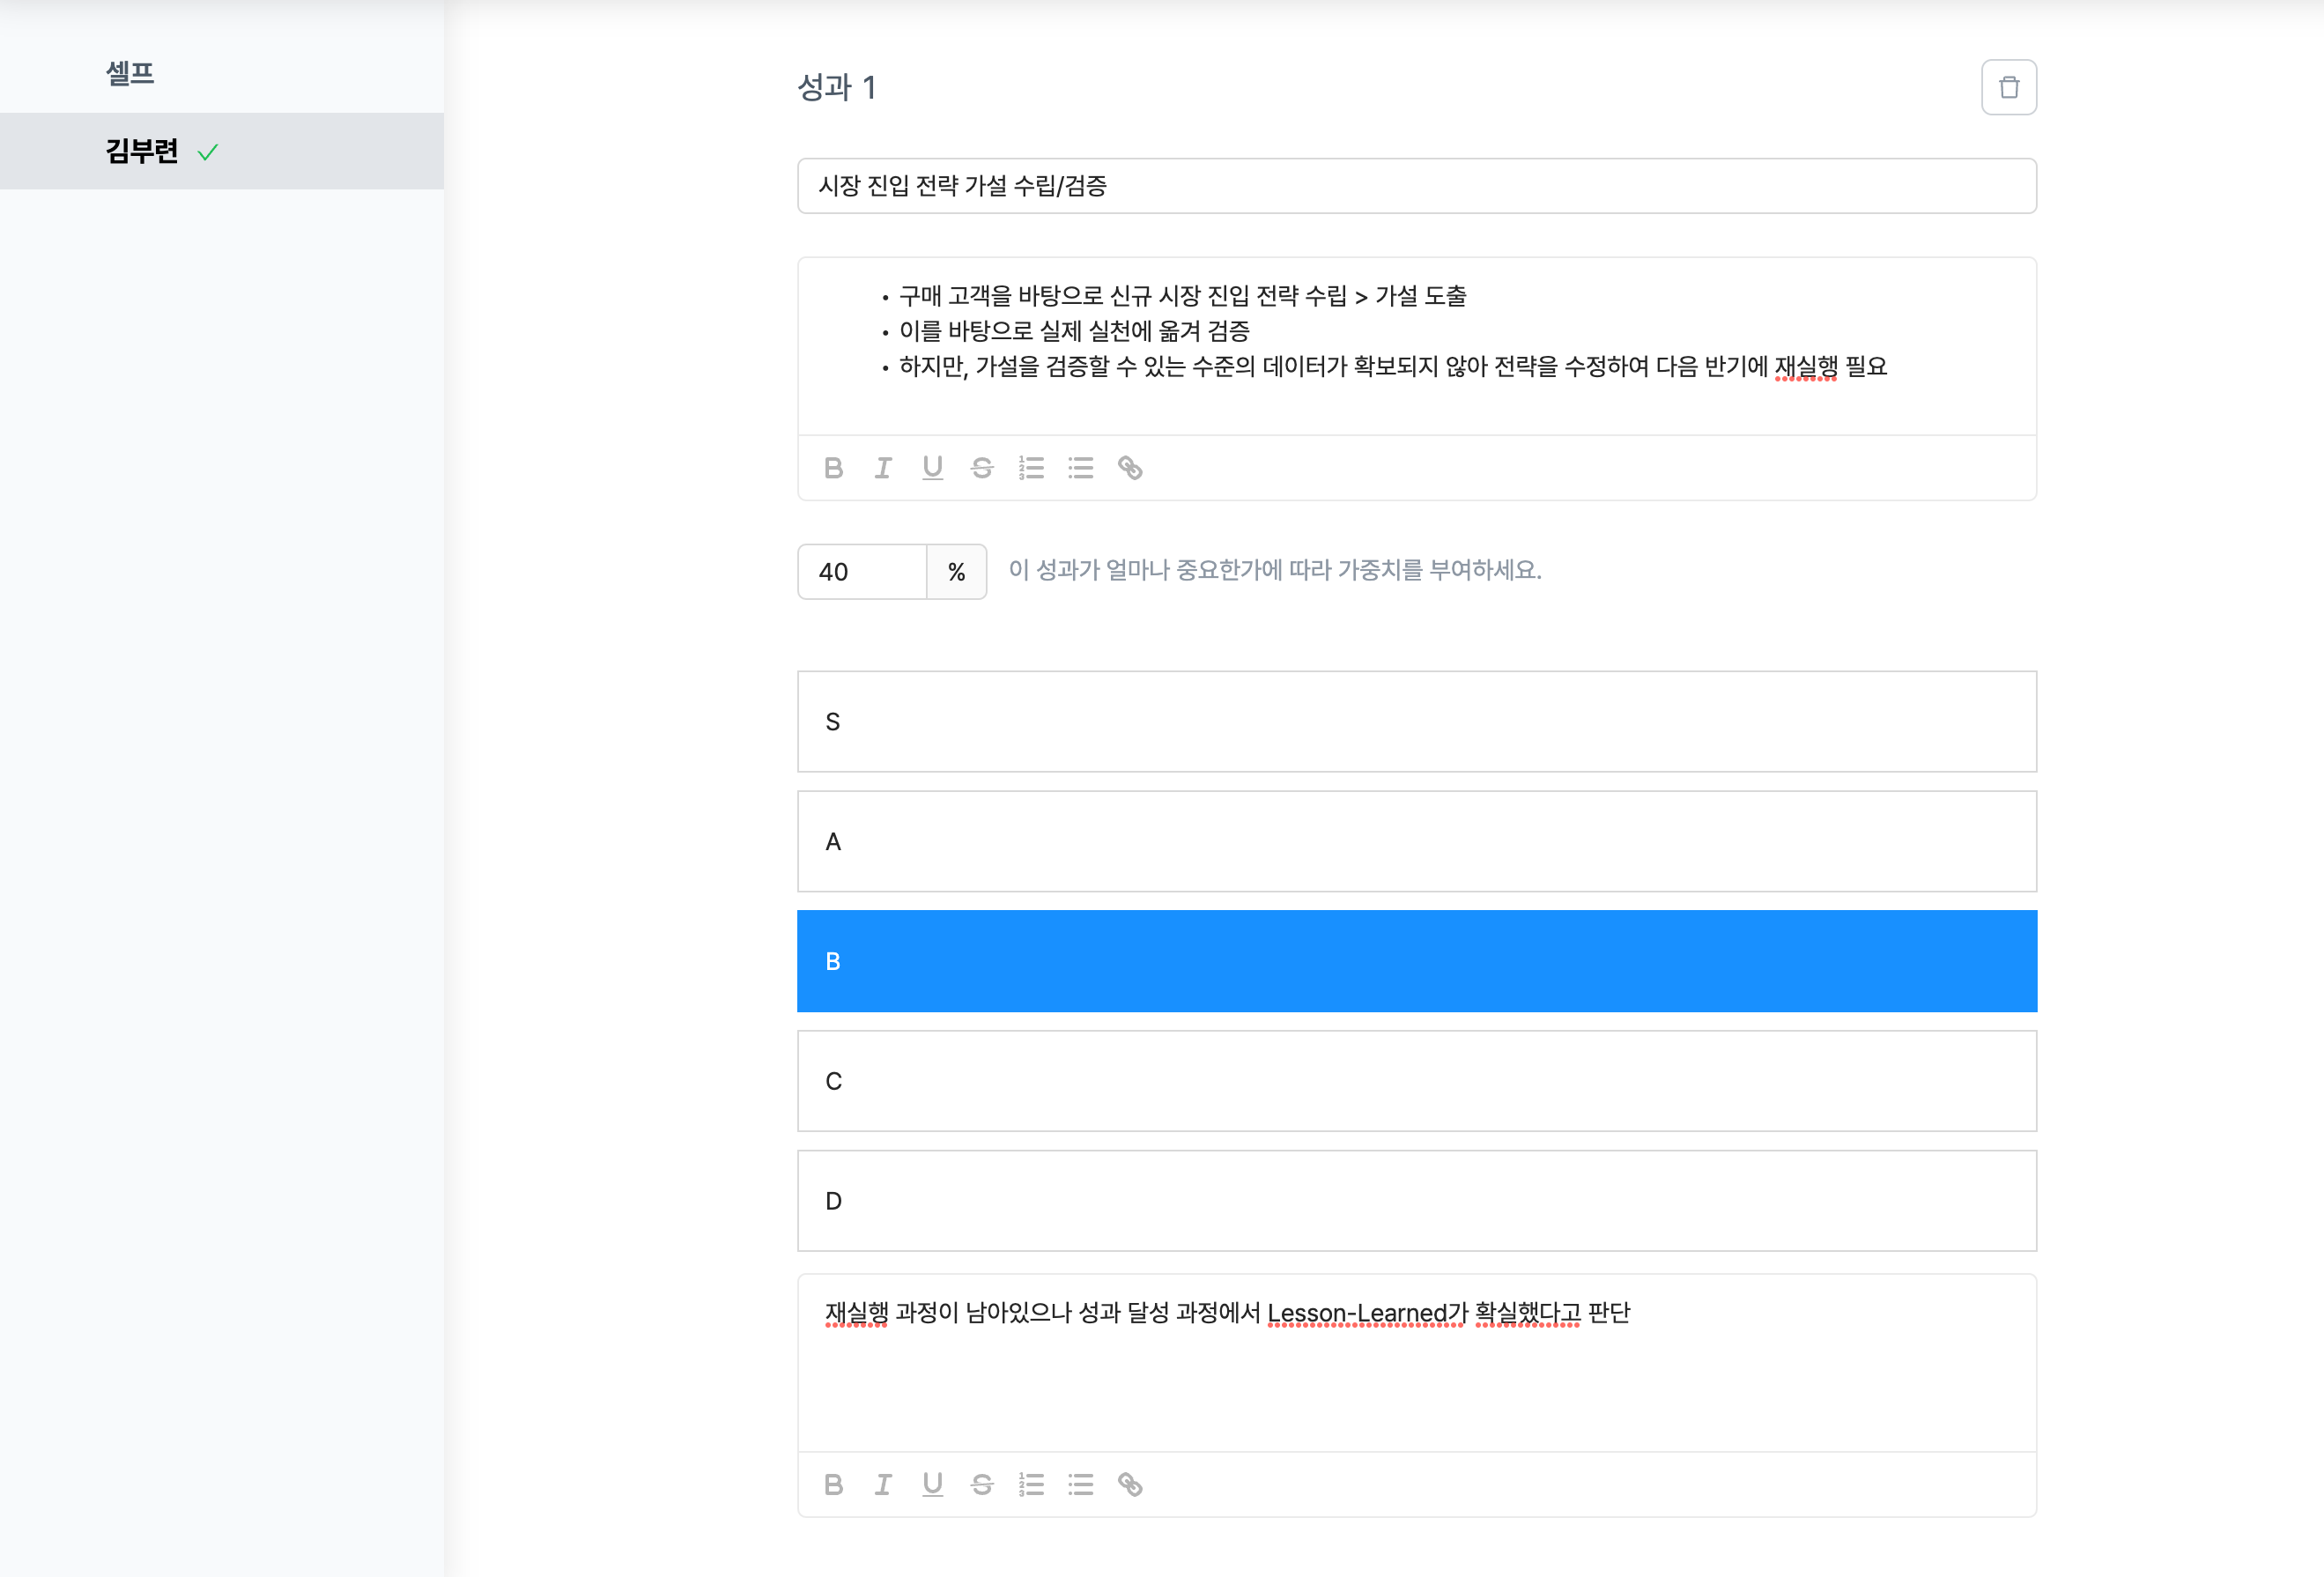 셀프
김부련
성과 1
시장 진입 전략 가설 수립/검증
• 구매 고객을 바탕으로 신규 시장 진입 전략 수립 > 가설 도출
• 이를 바탕으로 실제 실천에 옮겨 검증
• 하지만, 가설을 검증할 수 있는 수준의 데이터가 확보되지 않아 전략을 수정하여 다음 반기에 재실행 필요
40 % 이 성과가 얼마나 중요한가에 따라 가중치를 부여하세요.
S
A
B
C
D
재실행 과정이 남아있으나 성과 달성 과정에서 Lesson-Learned가 확실했다고 판단